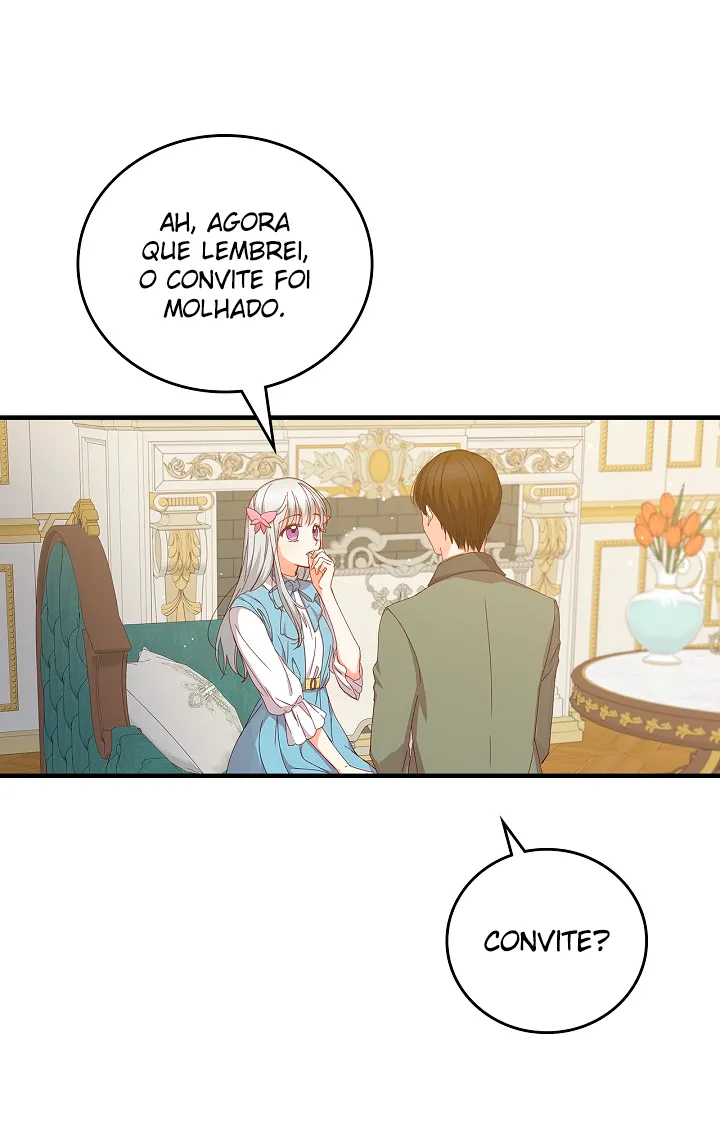 AH, AGORA
QUE LEMBREI,
O CONVITE FOI
MOLHADO.
CONVITE?